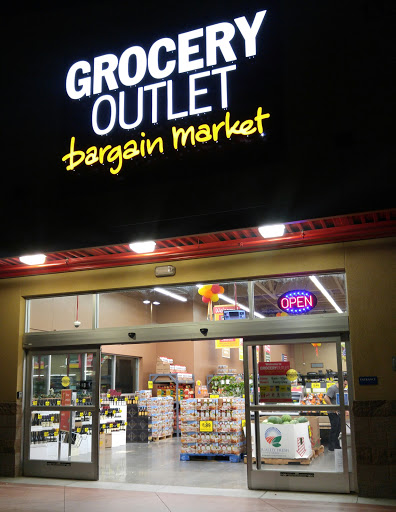 GROCERY
OUTLET
bargain market
OPEN